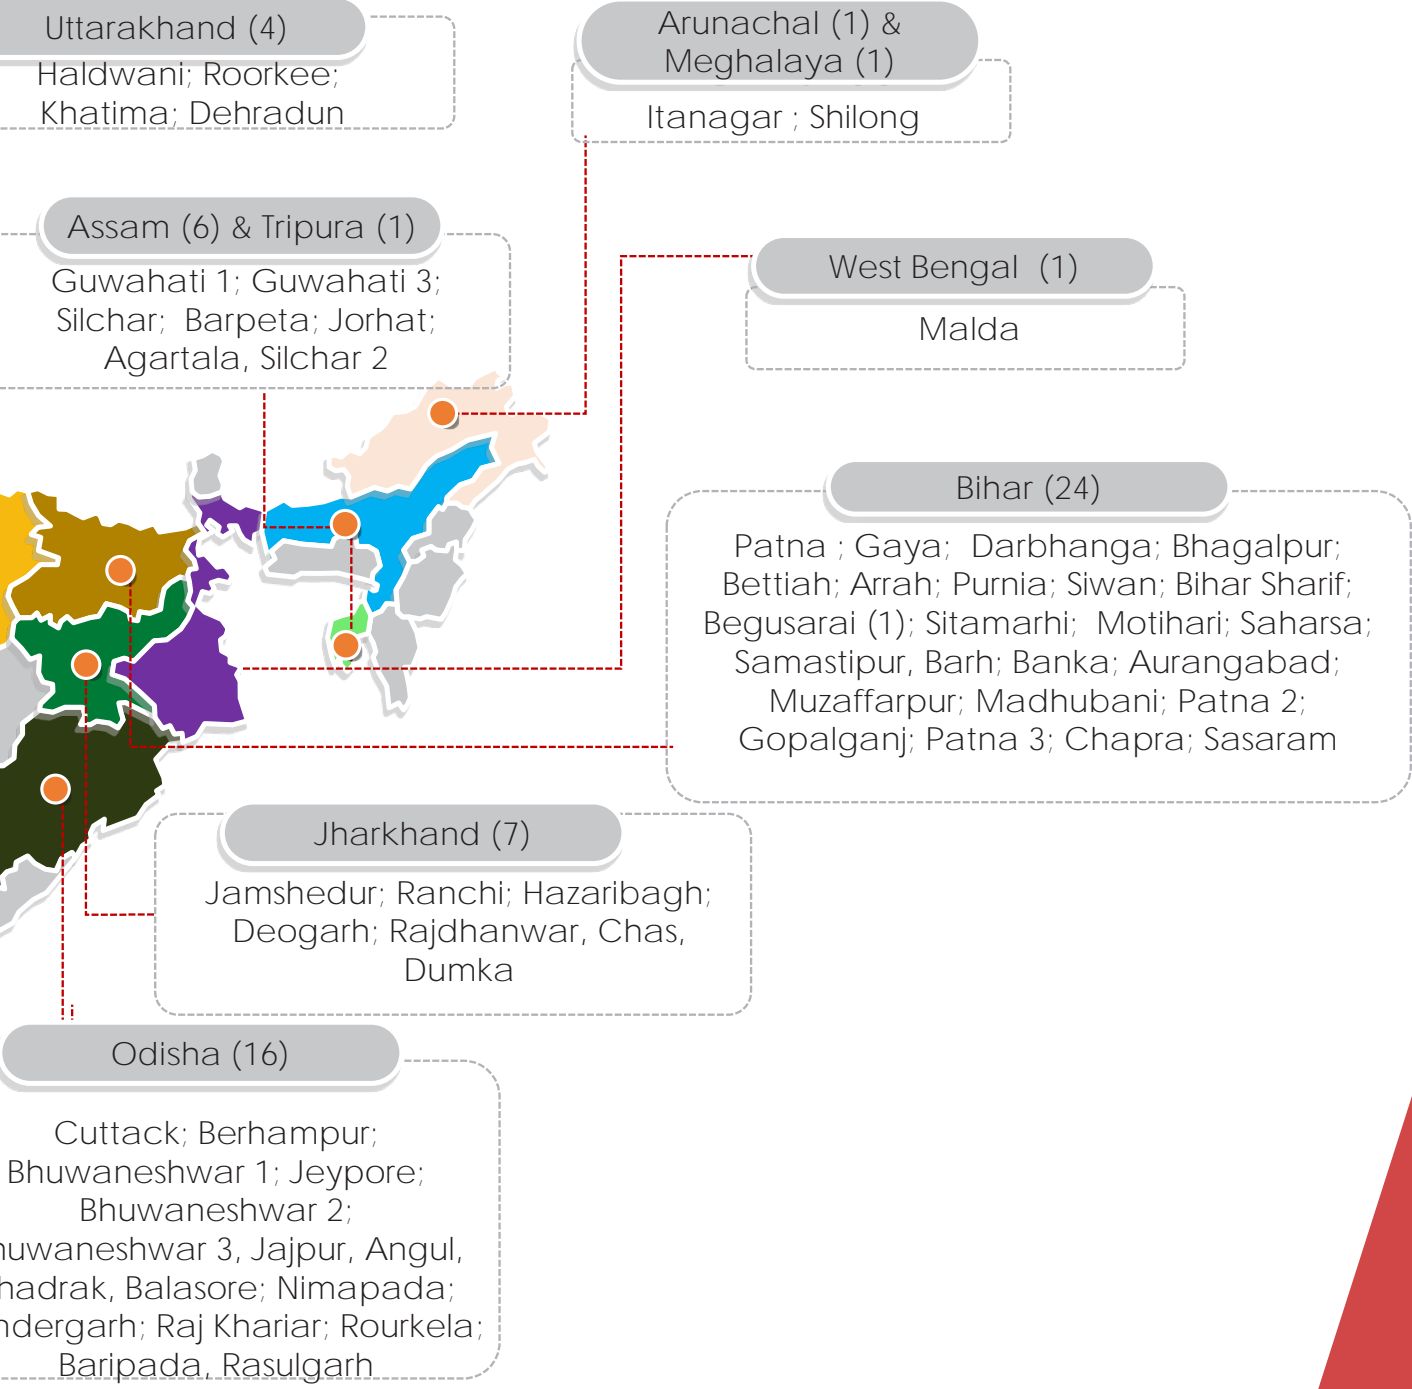 Uttarakhand (4)
Haldwani; Roorkee;
Khatima; Dehradun
Arunachal (1) &
Meghalaya (1)
Itanagar ; Shilong
Assam (6) & Tripura (1)
Guwahati 1; Guwahati 3;
Silchar; Barpeta; Jorhat;
Agartala, Silchar 2
West Bengal (1)
Malda
Bihar (24)
Patna ; Gaya; Darbhanga; Bhagalpur;
Bettiah; Arrah; Purnia; Siwan; Bihar Sharif;
Begusarai (1); Sitamarhi; Motihari; Saharsa;
Samastipur, Barh; Banka; Aurangabad;
Muzaffarpur; Madhubani; Patna 2;
Gopalganj; Patna 3; Chapra; Sasaram
Jharkhand (7)
Jamshedur; Ranchi; Hazaribagh;
Deogarh; Rajdhanwar, Chas,
Dumka
Odisha (16)
Cuttack; Berhampur;
Bhuwaneshwar 1; Jeypore;
Bhuwaneshwar 2;
huwaneshwar 3, Jajpur, Angul,
hadrak, Balasore; Nimapada;
ndergarh; Raj Khariar; Rourkela;
Baripada, Rasulgarh